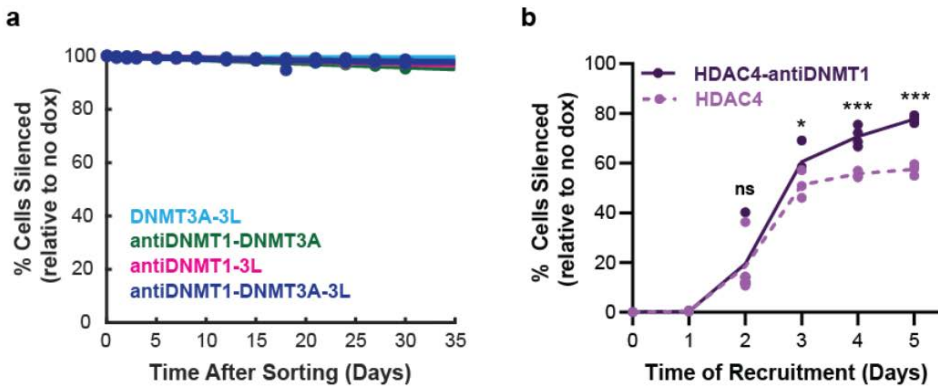 a
100
80
60
40
20
0
% Cells Silenced
(relative to no dox)
DNMT3A-3L
antiDNMT1-DNMT3A
antiDNMT1-3L
antiDNMT1-DNMT3A-3L
0 5 10 15 20 25 30 35
Time After Sorting (Days)
b
100
80
60
40
20
0
% Cells Silenced
(relative to no dox)
HDAC4-antiDNMT1
HDAC4
ns
*
***
***
0 1 2 3 4 5
Time of Recruitment (Days)